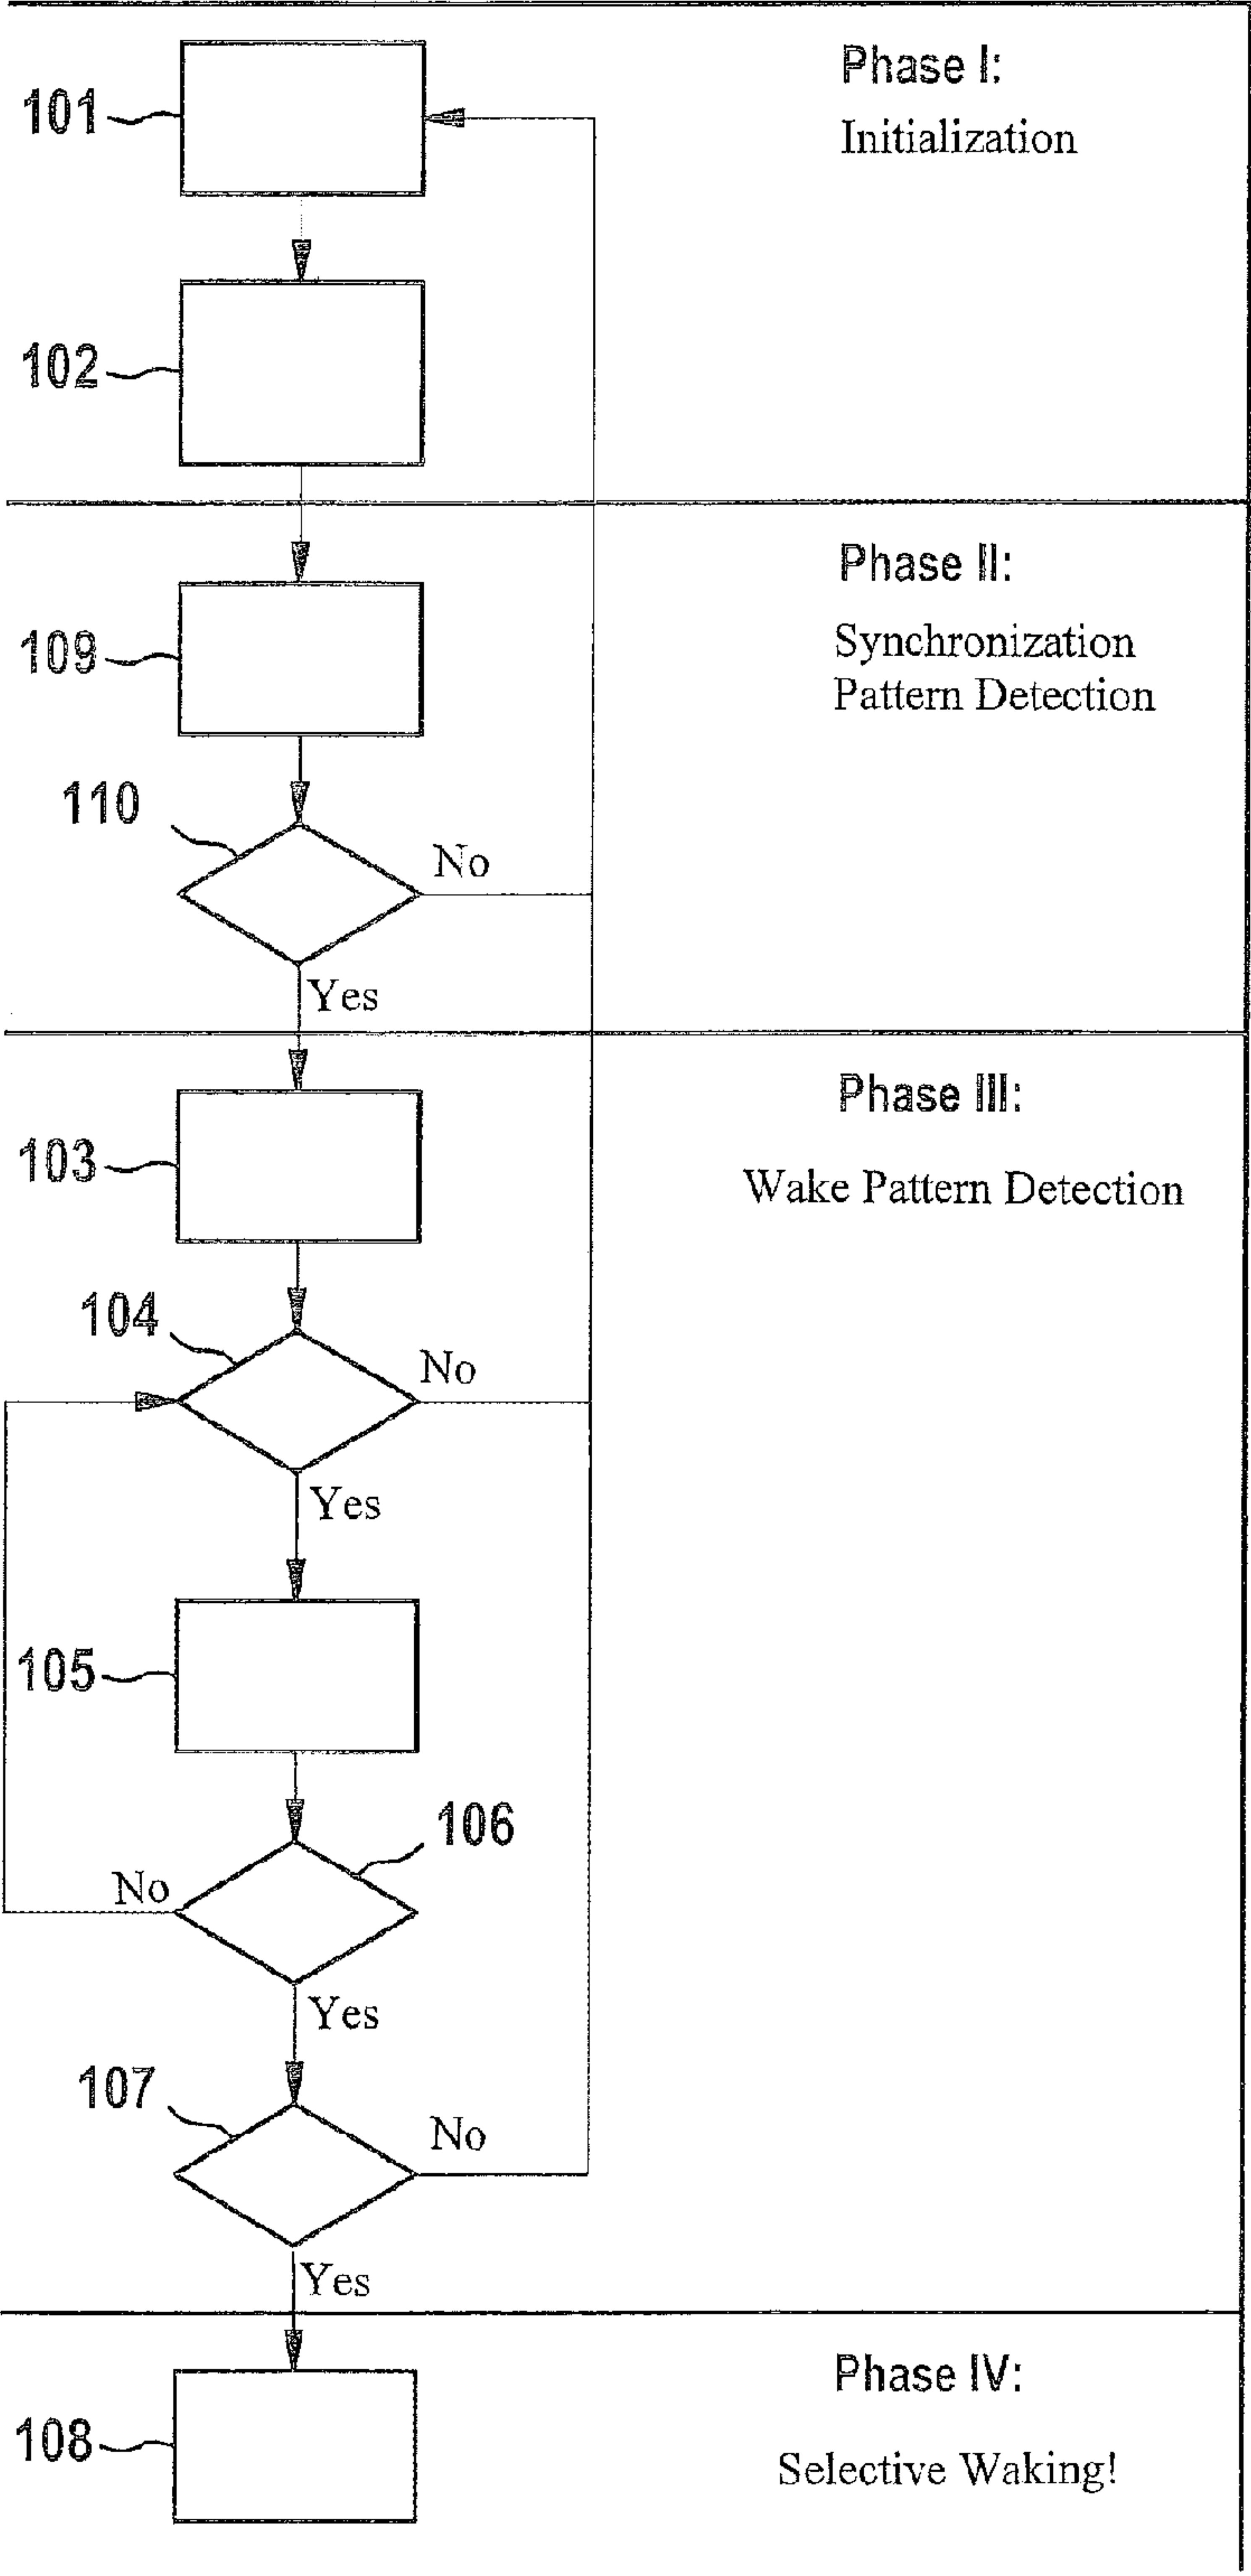 Phase I:
101
Initialization
102
Phase II:
109
Synchronization
Pattern Detection
110
No
Yes
Phase III:
103
Wake Pattern Detection
104
No
Yes
105
106
No
Yes
107
No
Yes
Phase IV:
108
Selective Waking!